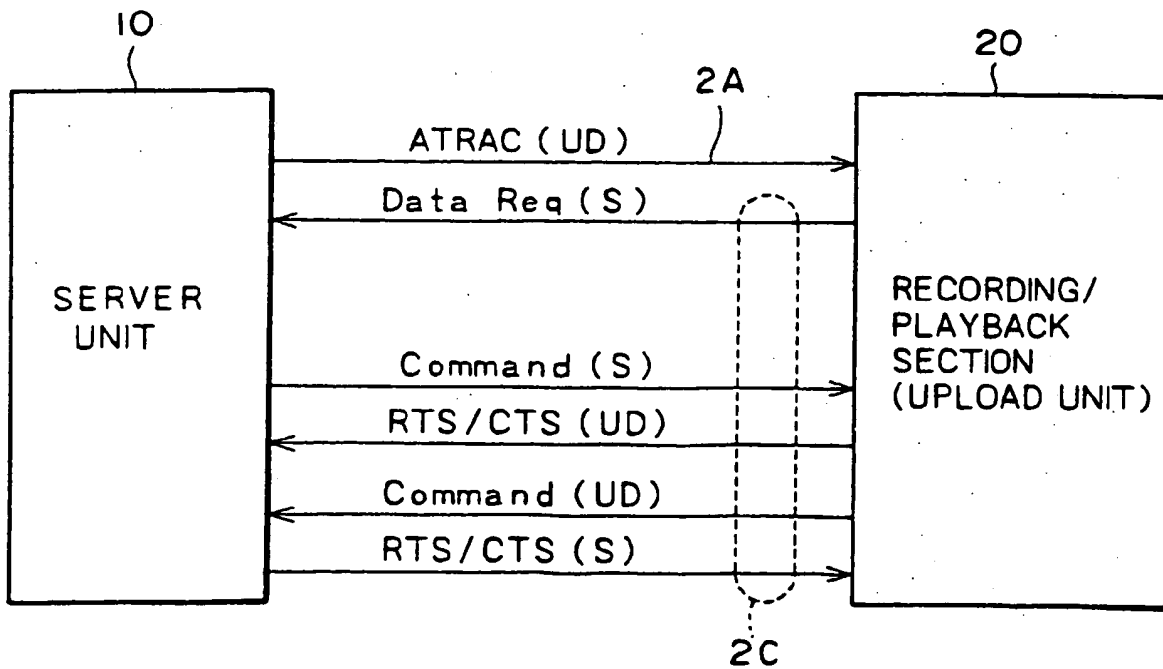 10
20
2A
ATRAC (UD)
Data Req (S)
SERVER
UNIT
RECORDING/
PLAYBACK
SECTION
(UPLOAD UNIT)
Command (S)
RTS/CTS (UD)
Command (UD)
RTS/CTS (S)
2C